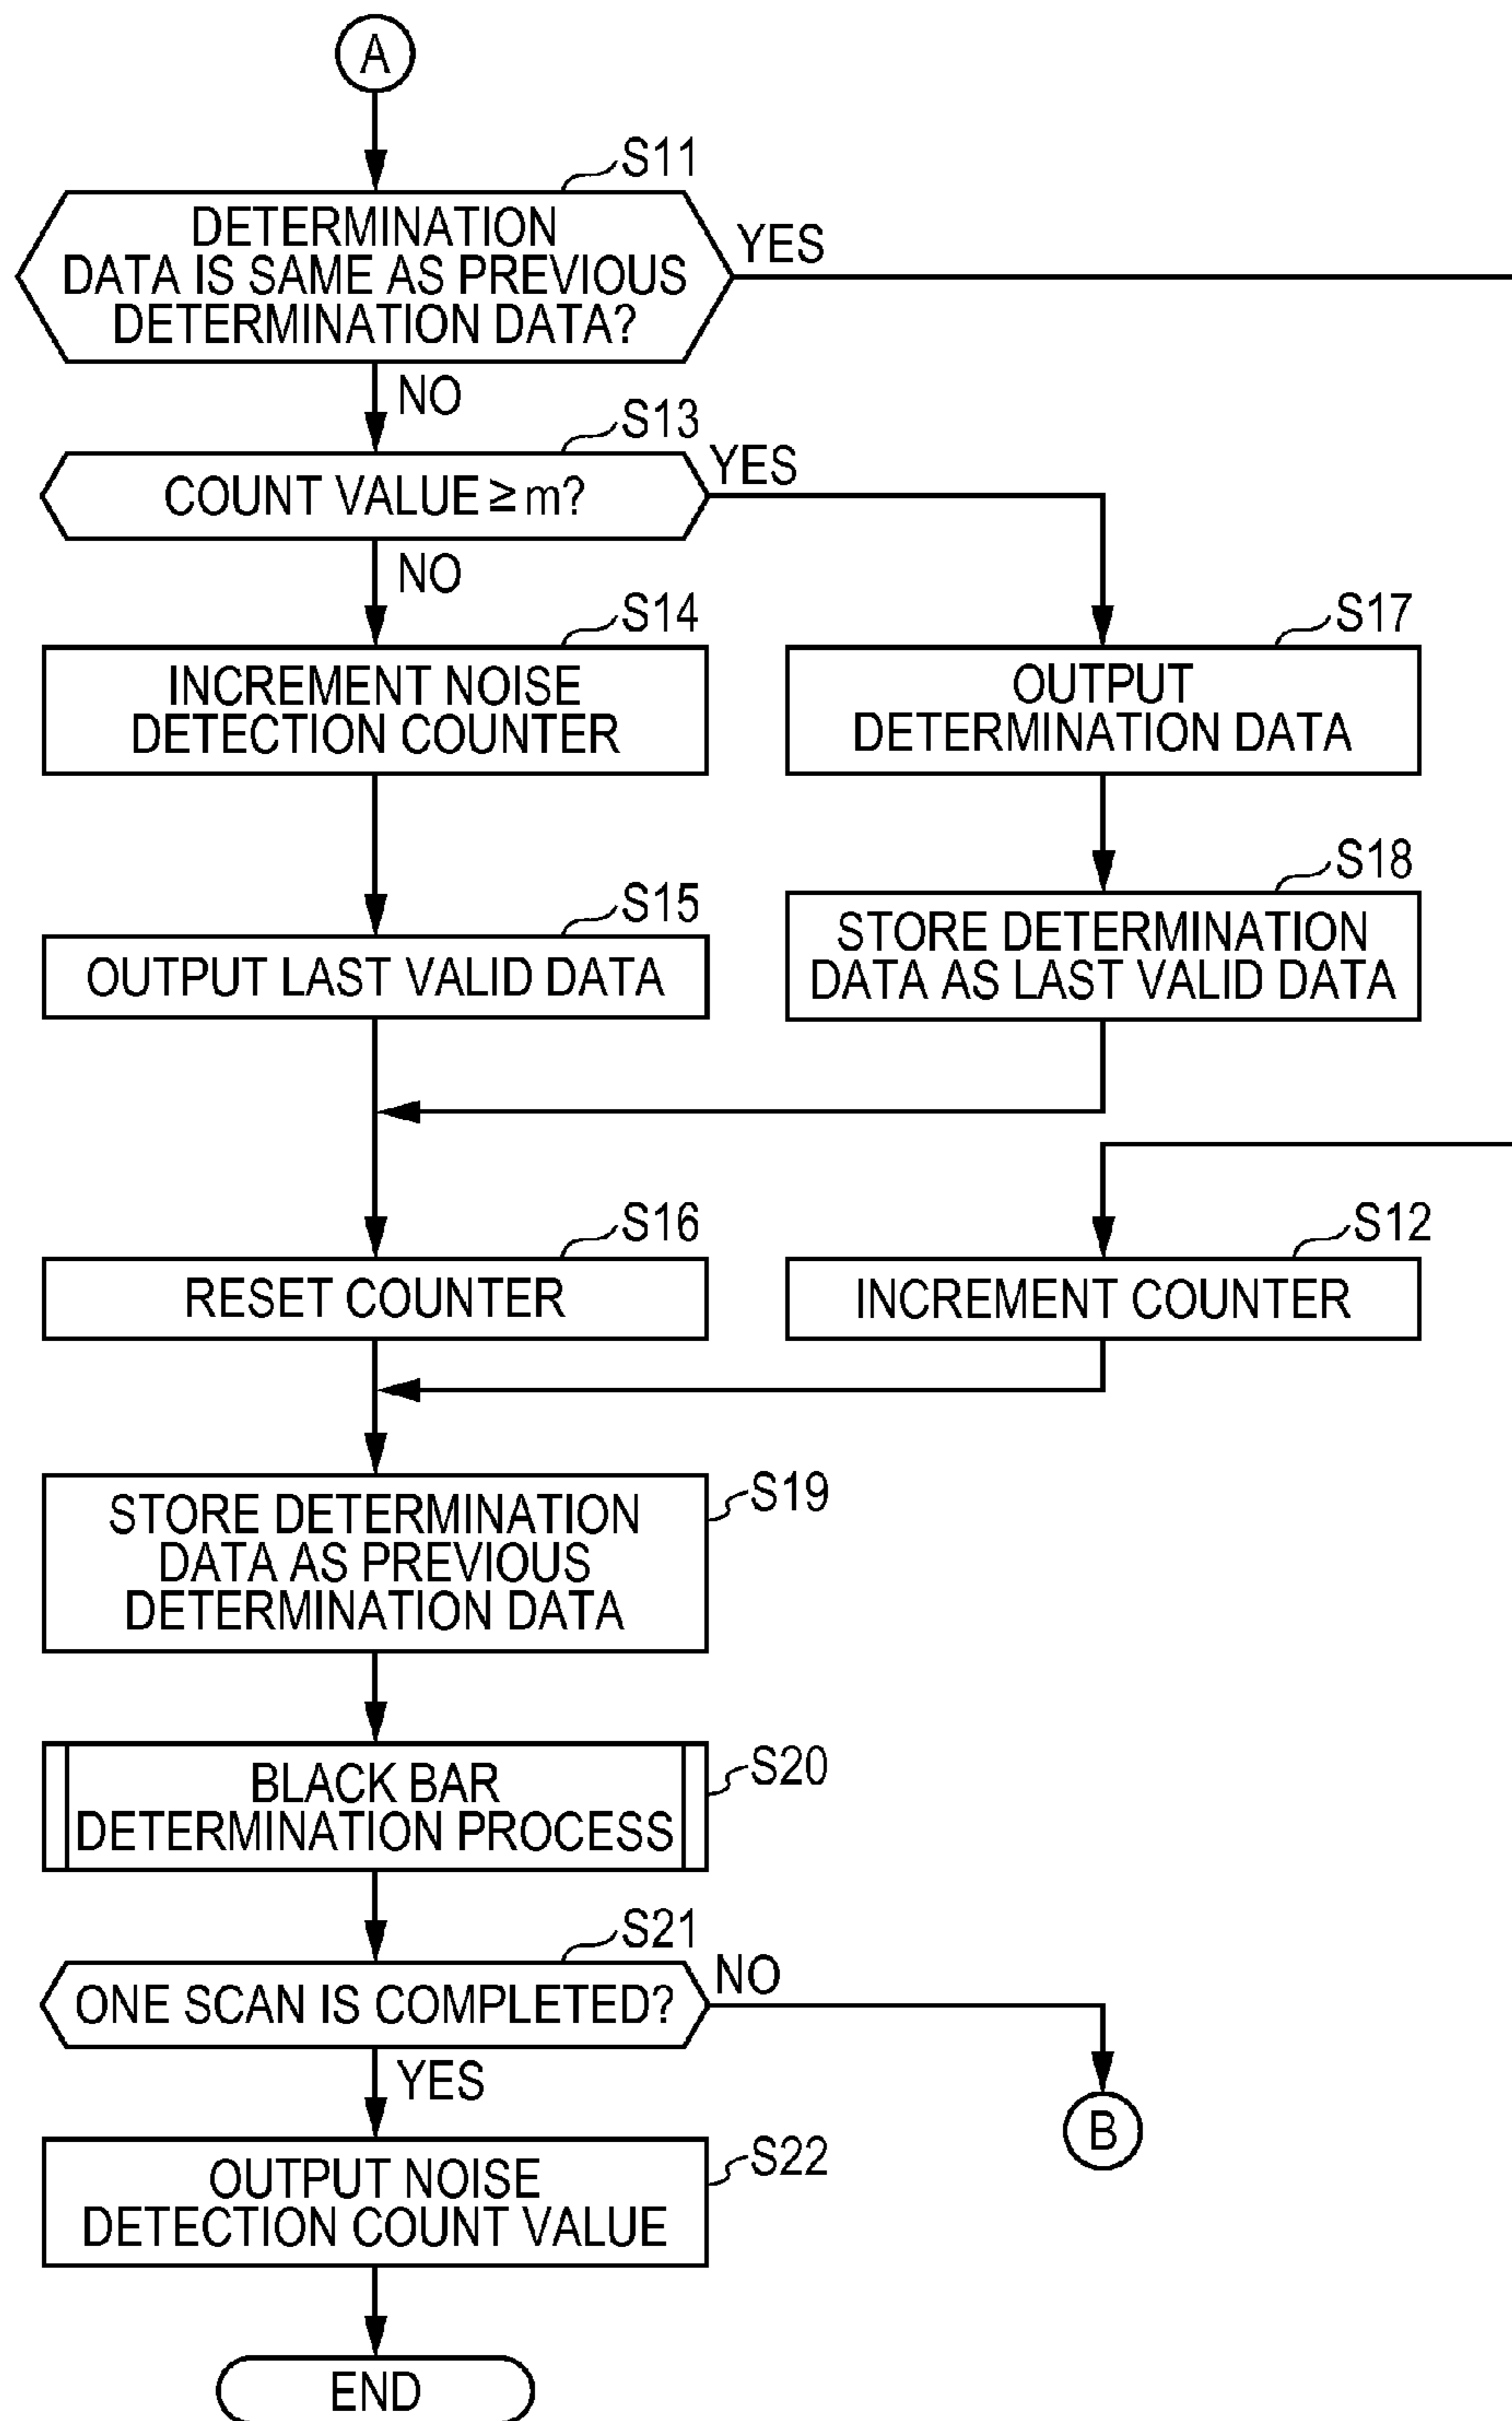 A
S11
DETERMINATION
DATA IS SAME AS PREVIOUS
DETERMINATION DATA?
YES
NO
S13
COUNT VALUE ≥ m?
YES
NO
S14
INCREMENT NOISE
DETECTION COUNTER
S17
OUTPUT
DETERMINATION DATA
S15
OUTPUT LAST VALID DATA
S18
STORE DETERMINATION
DATA AS LAST VALID DATA
S16
RESET COUNTER
S12
INCREMENT COUNTER
S19
STORE DETERMINATION
DATA AS PREVIOUS
DETERMINATION DATA
S20
BLACK BAR
DETERMINATION PROCESS
S21
ONE SCAN IS COMPLETED?
NO
YES
B
S22
OUTPUT NOISE
DETECTION COUNT VALUE
END